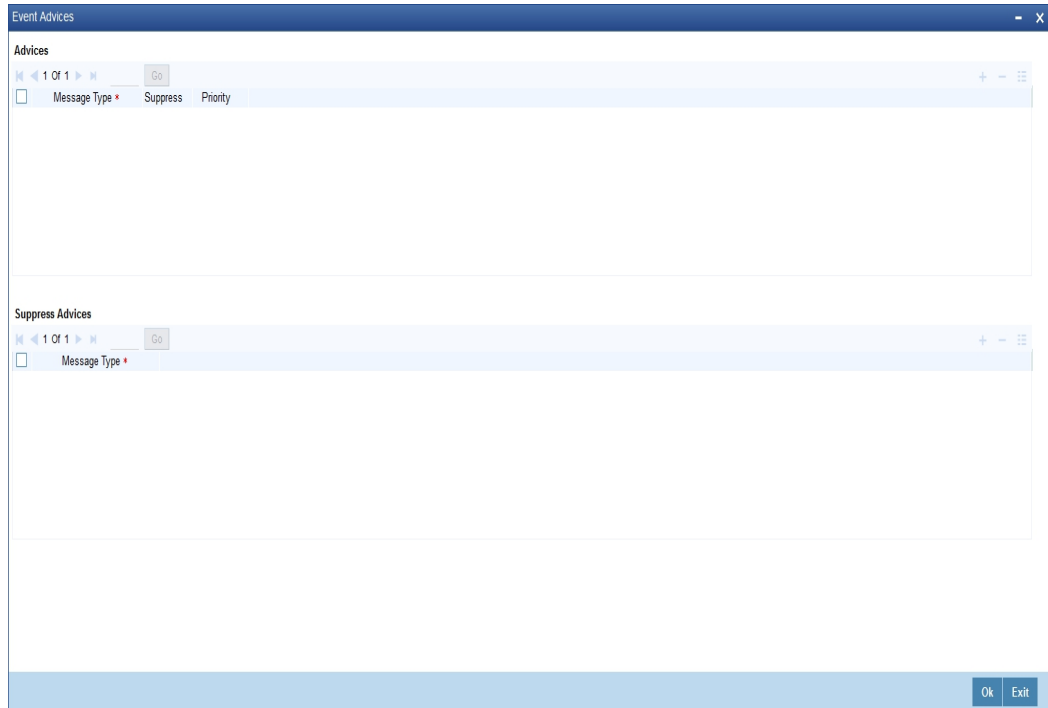 Event Advices
Advices
1 Of 1 Go
Message Type * Suppress Priority
Suppress Advices
1 Of 1 Go
Message Type *
Ok Exit